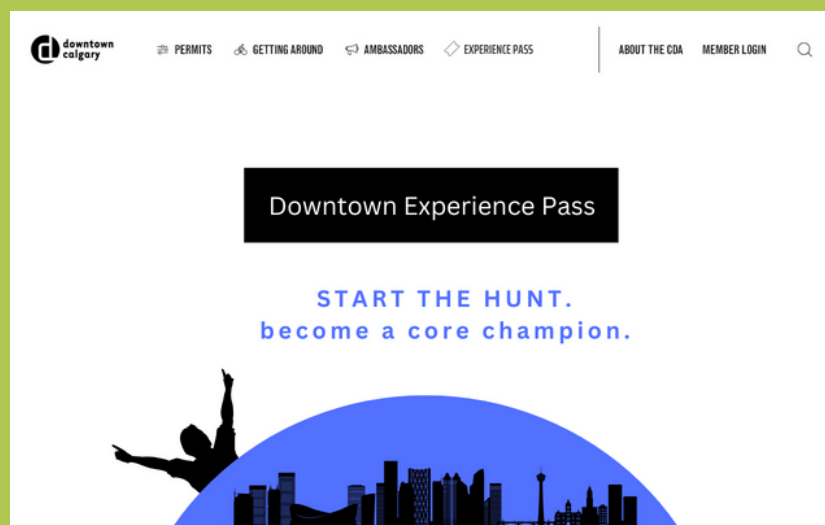 downtown
calgary
PERMITS
GETTING AROUND
AMBASSADORS
EXPERIENCE PASS
ABOUT THE CDA
MEMBER LOGIN
Downtown Experience Pass
START THE HUNT.
become a core champion.